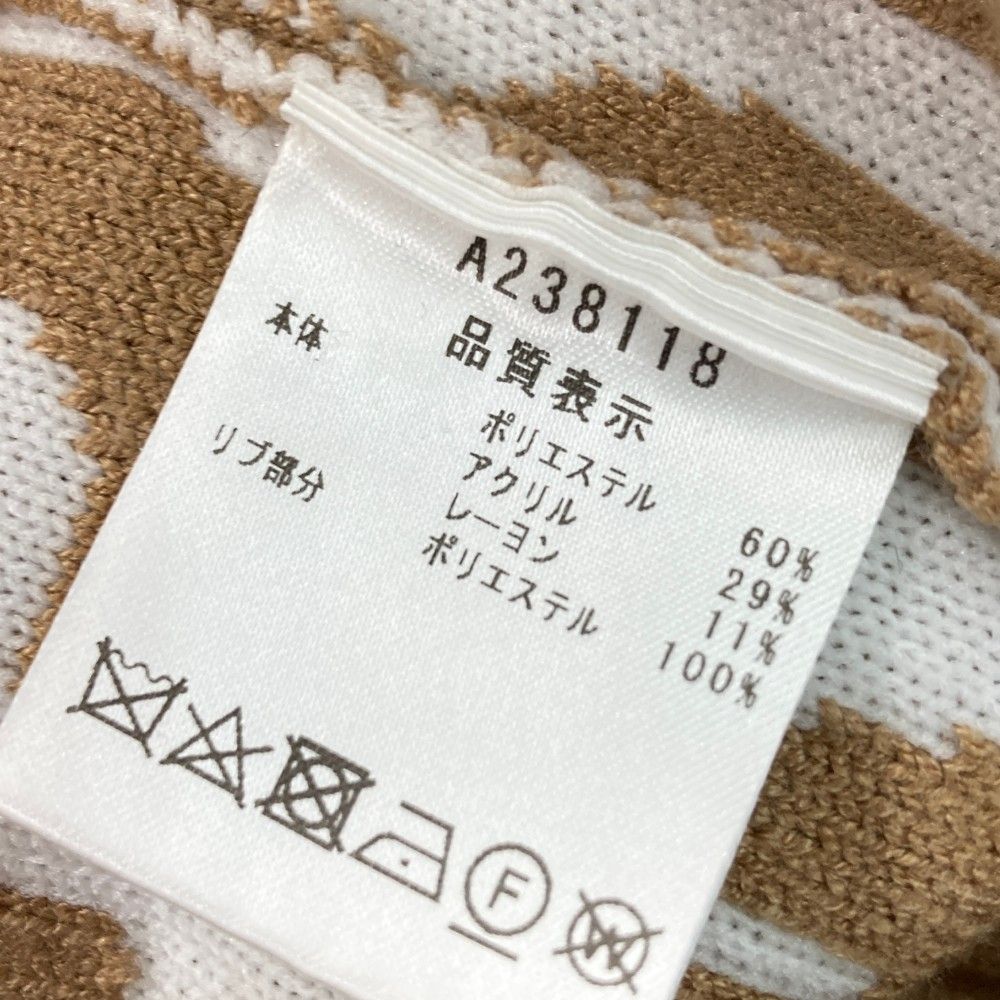 A238118
品質表示
本体 ポリエステル 60%
アクリル 29%
レーヨン 11%
リブ部分 ポリエステル 100%
F W